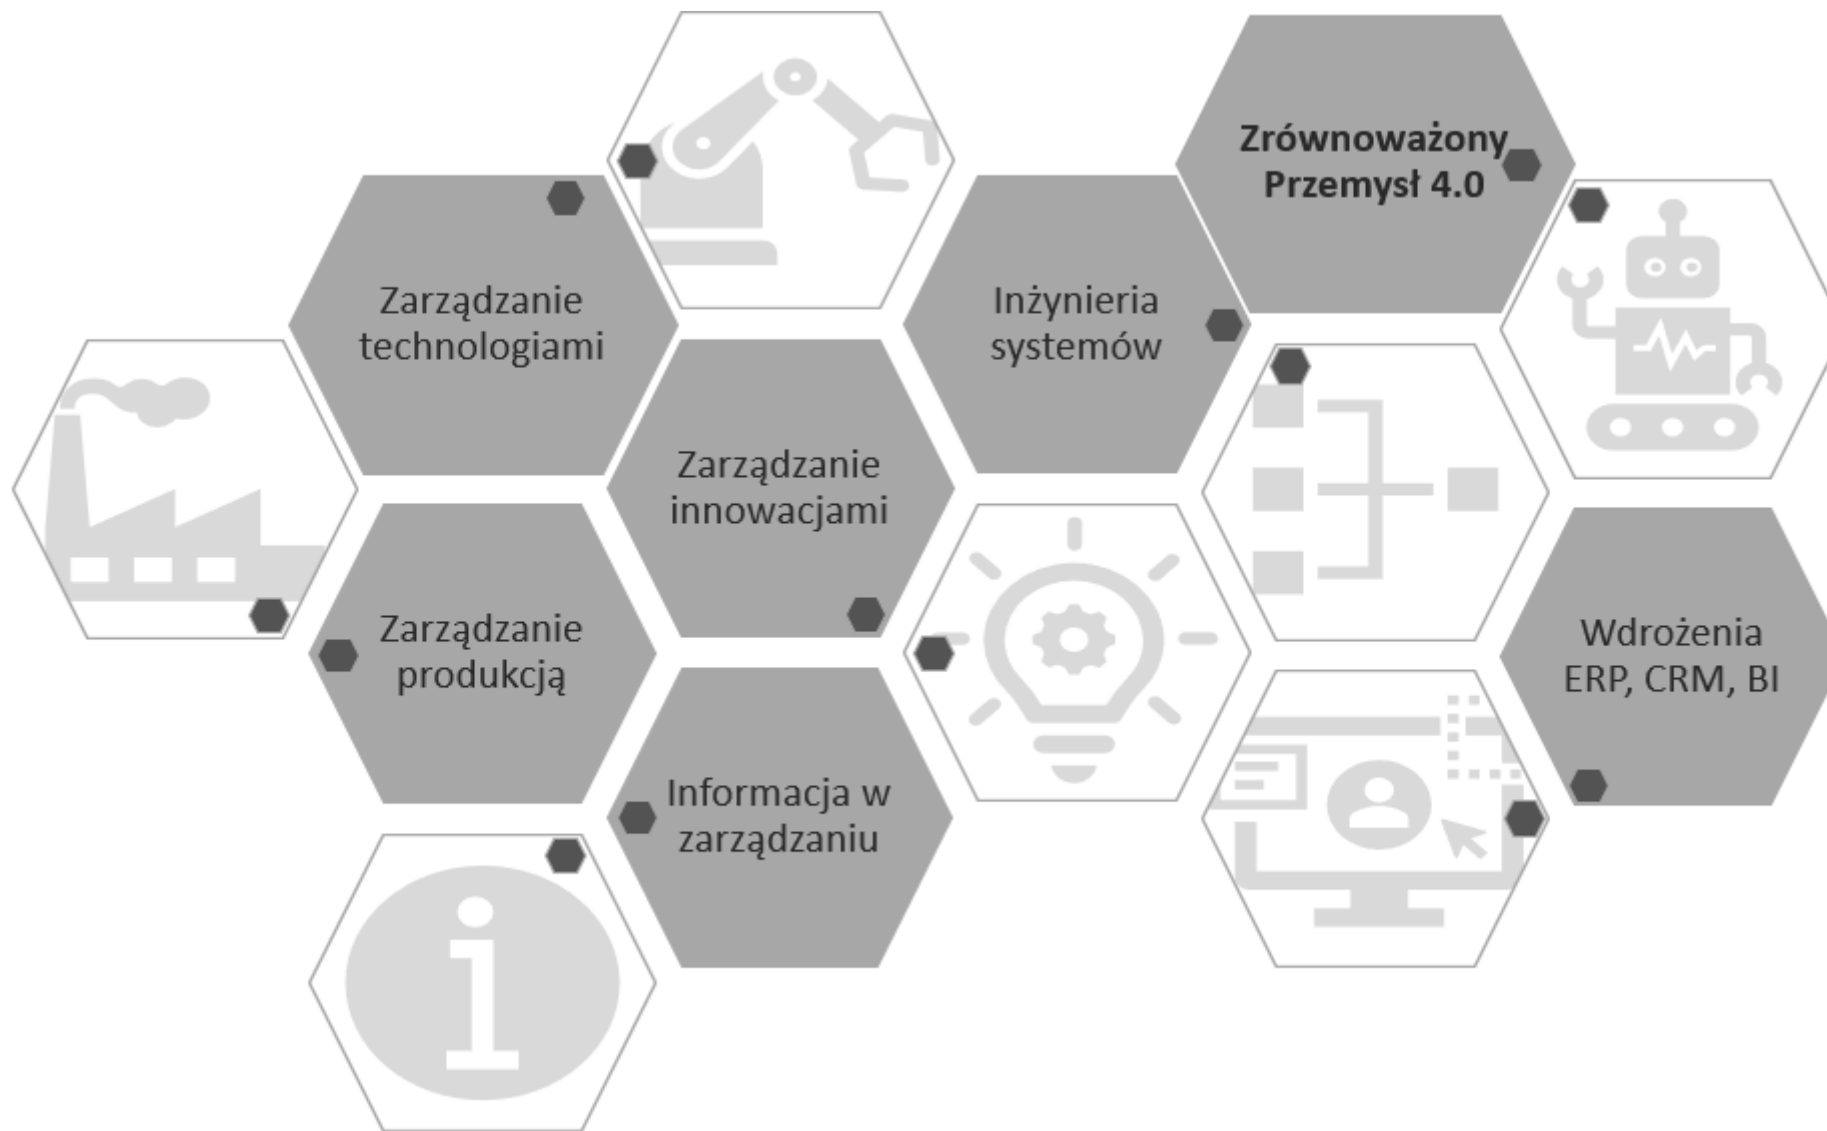 Zrównoważony
Przemysł 4.0
Zarządzanie
technologiami
Inżynieria
systemów
Zarządzanie
innowacjami
Zarządzanie
produkcją
Wdrożenia
ERP, CRM, BI
Informacja w
zarządzaniu